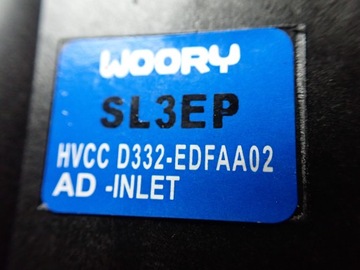 WOORY
SL3EP
HVCC D332-EDFAA02
AD -INLET